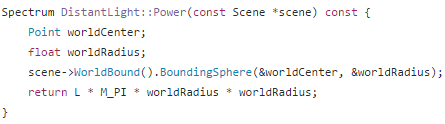 Spectrum DistantLight::Power(const Scene *scene) const {
    Point worldCenter;
    float worldRadius;
    scene->WorldBound().BoundingSphere(&worldCenter, &worldRadius);
    return L * M_PI * worldRadius * worldRadius;
}